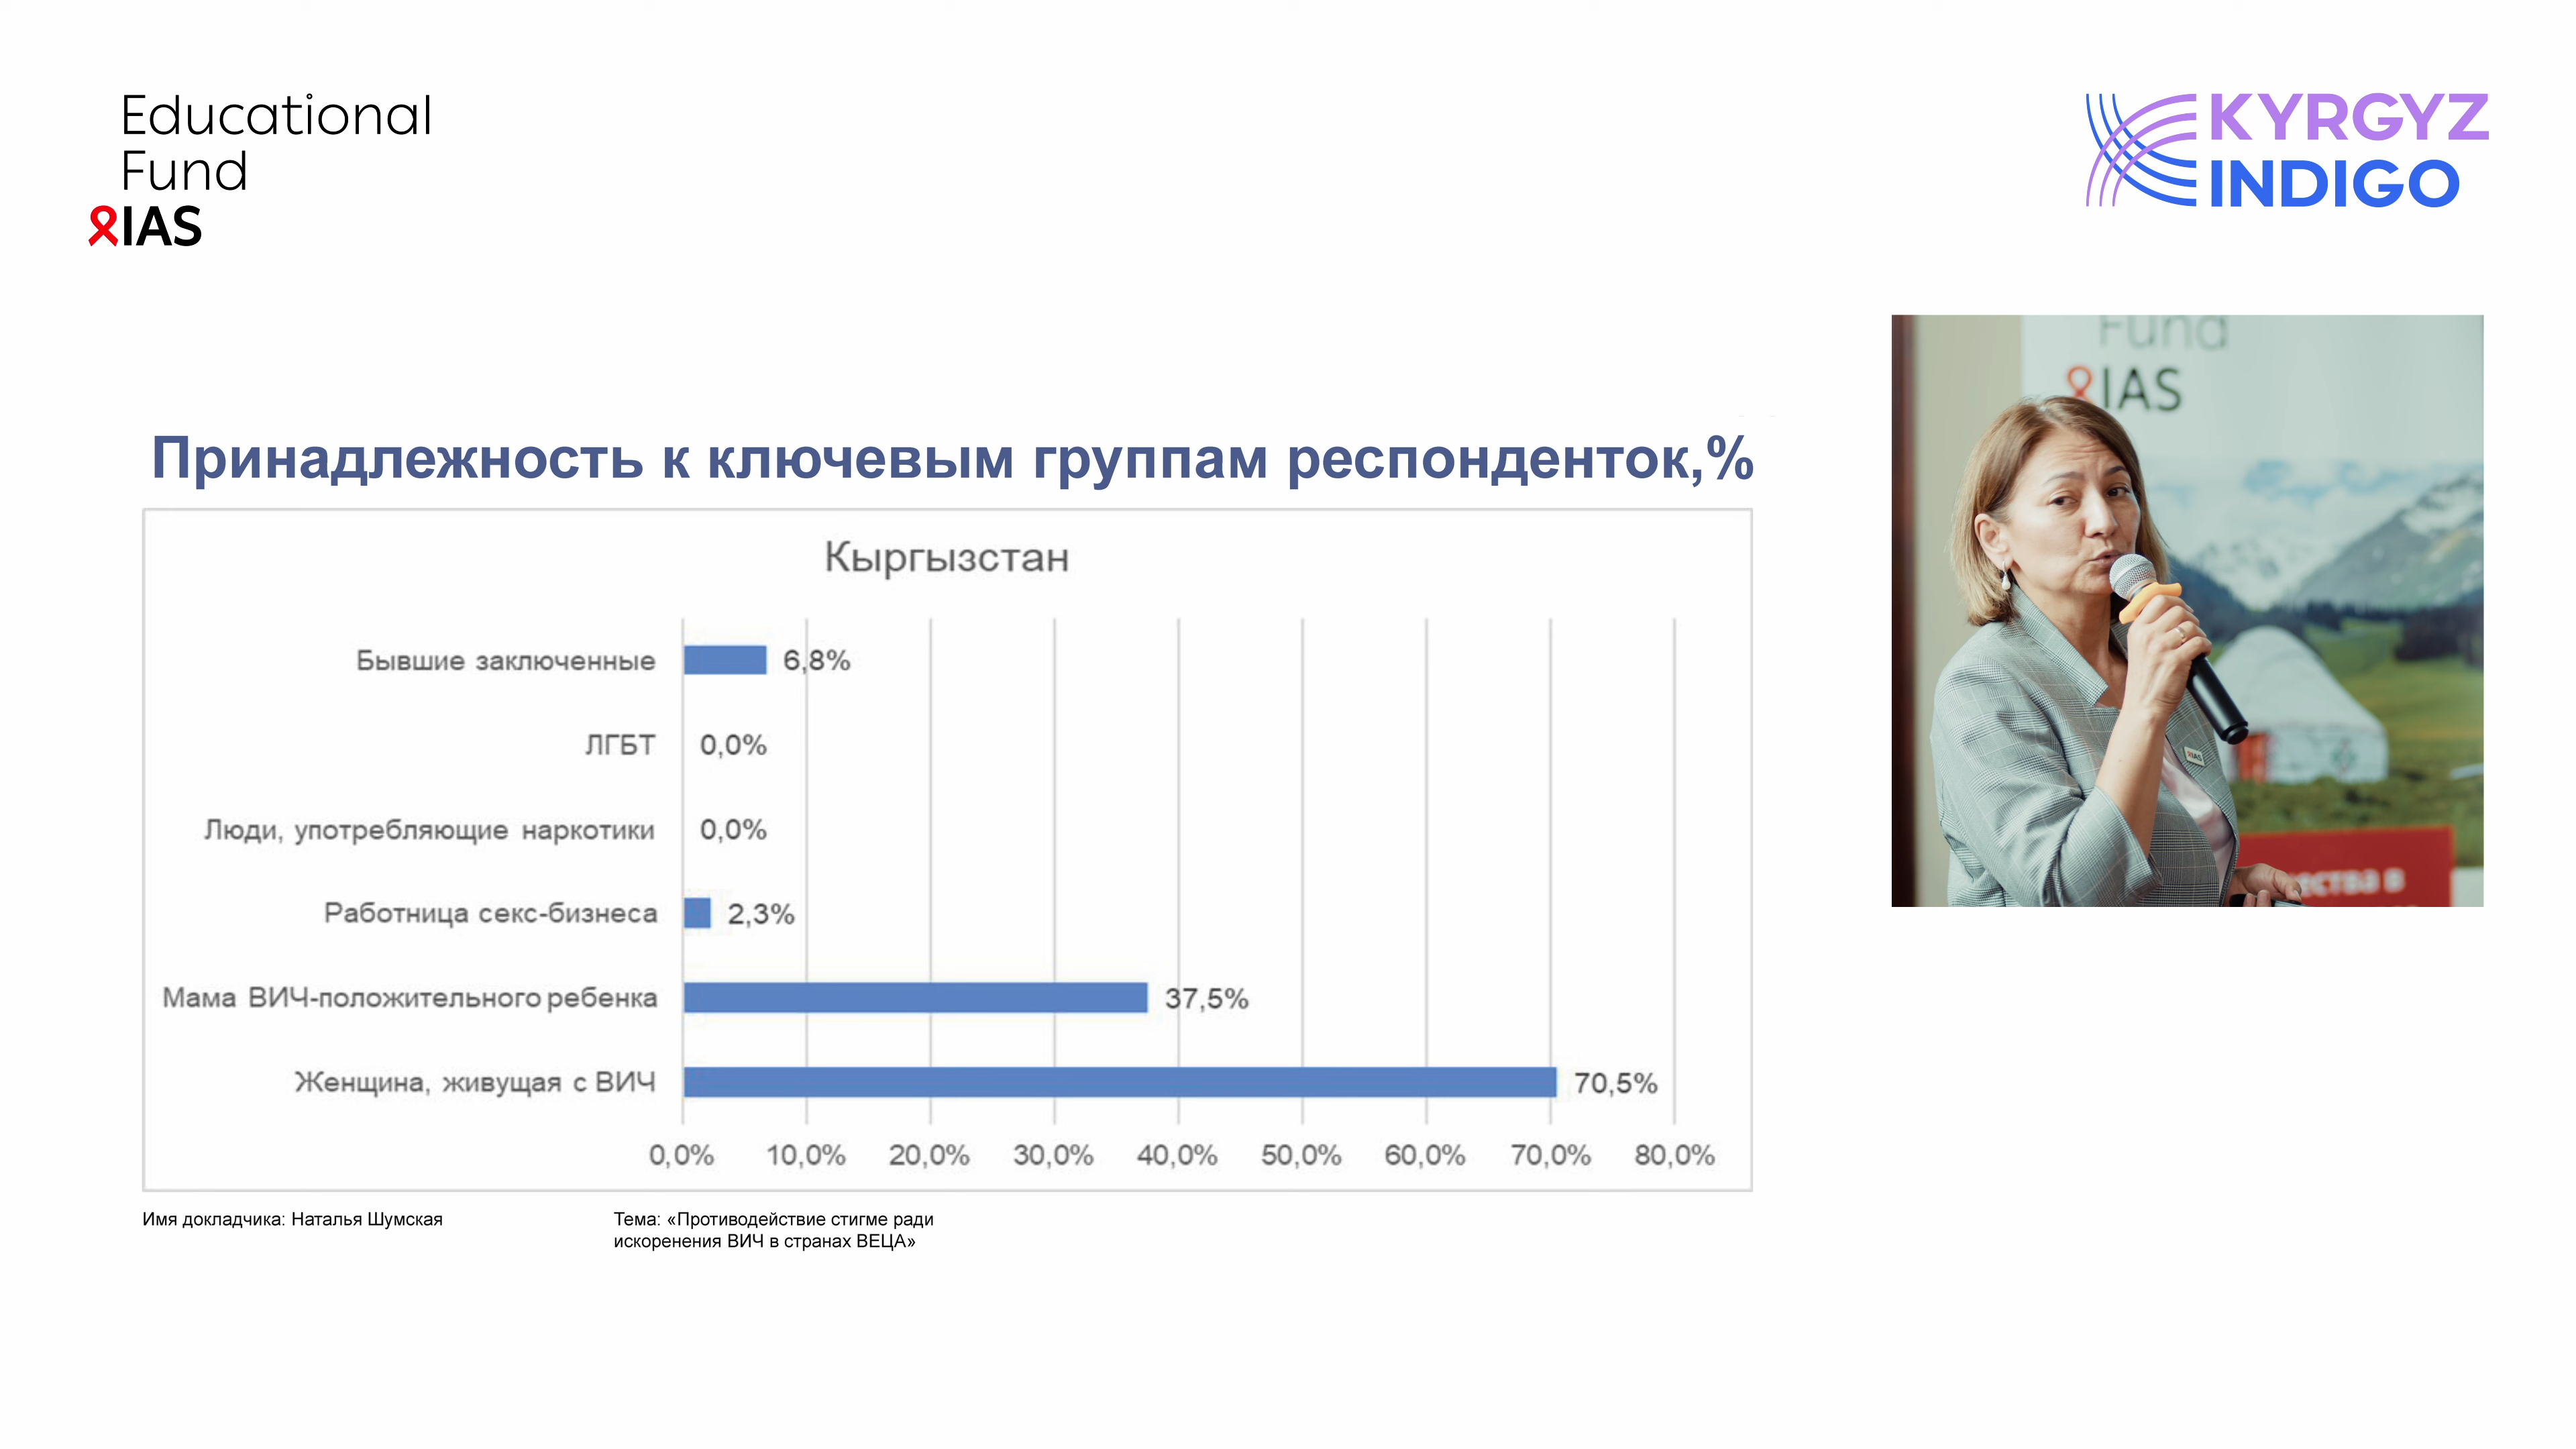 Educational
Fund
IAS
KYRGYZ
INDIGO
Fund
IAS
Принадлежность к ключевым группам респонденток,%
Кыргызстан
Бывшие заключенные 6,8%
ЛГБТ 0,0%
Люди, употребляющие наркотики 0,0%
Работница секс-бизнеса 2,3%
Мама ВИЧ-положительного ребенка 37,5%
Женщина, живущая с ВИЧ 70,5%
0,0% 10,0% 20,0% 30,0% 40,0% 50,0% 60,0% 70,0% 80,0%
IAS
Имя докладчика: Наталья Шумская
Тема: «Противодействие стигме ради
искоренения ВИЧ в странах ВЕЦА»